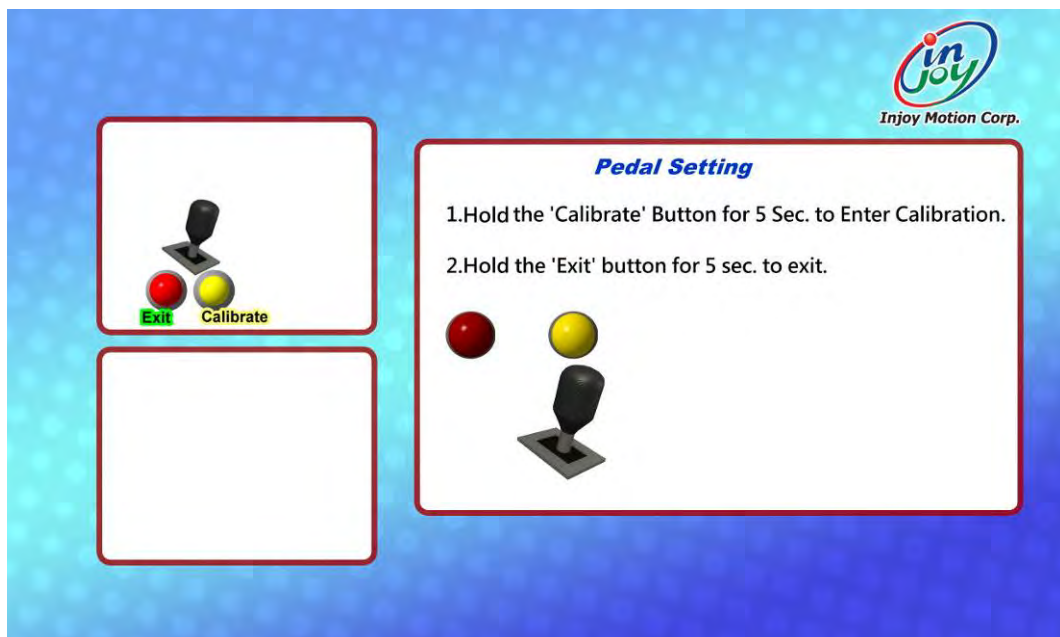 in
joy
Injoy Motion Corp.
Exit
Calibrate
Pedal Setting
1.Hold the 'Calibrate' Button for 5 Sec. to Enter Calibration.
2.Hold the 'Exit' button for 5 sec. to exit.